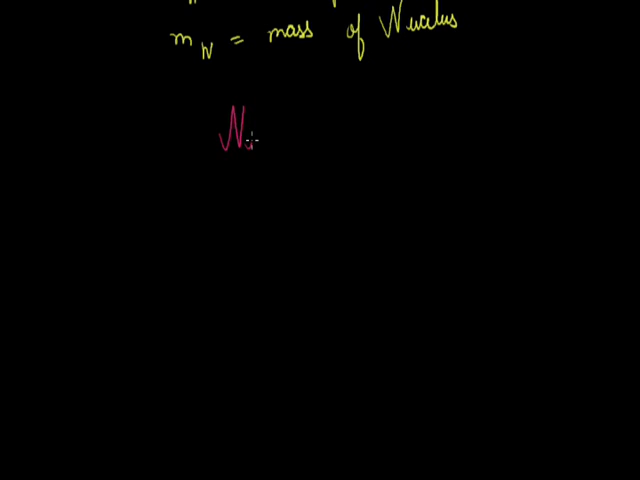 m_N = mass of Nucleus
N